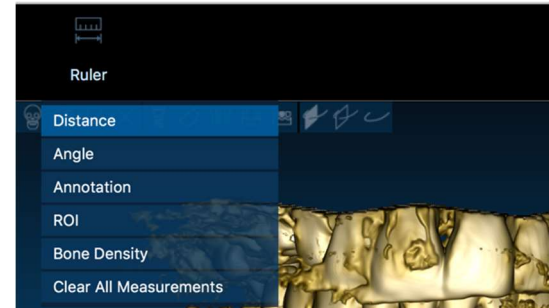 Ruler
Distance
Angle
Annotation
ROI
Bone Density
Clear All Measurements